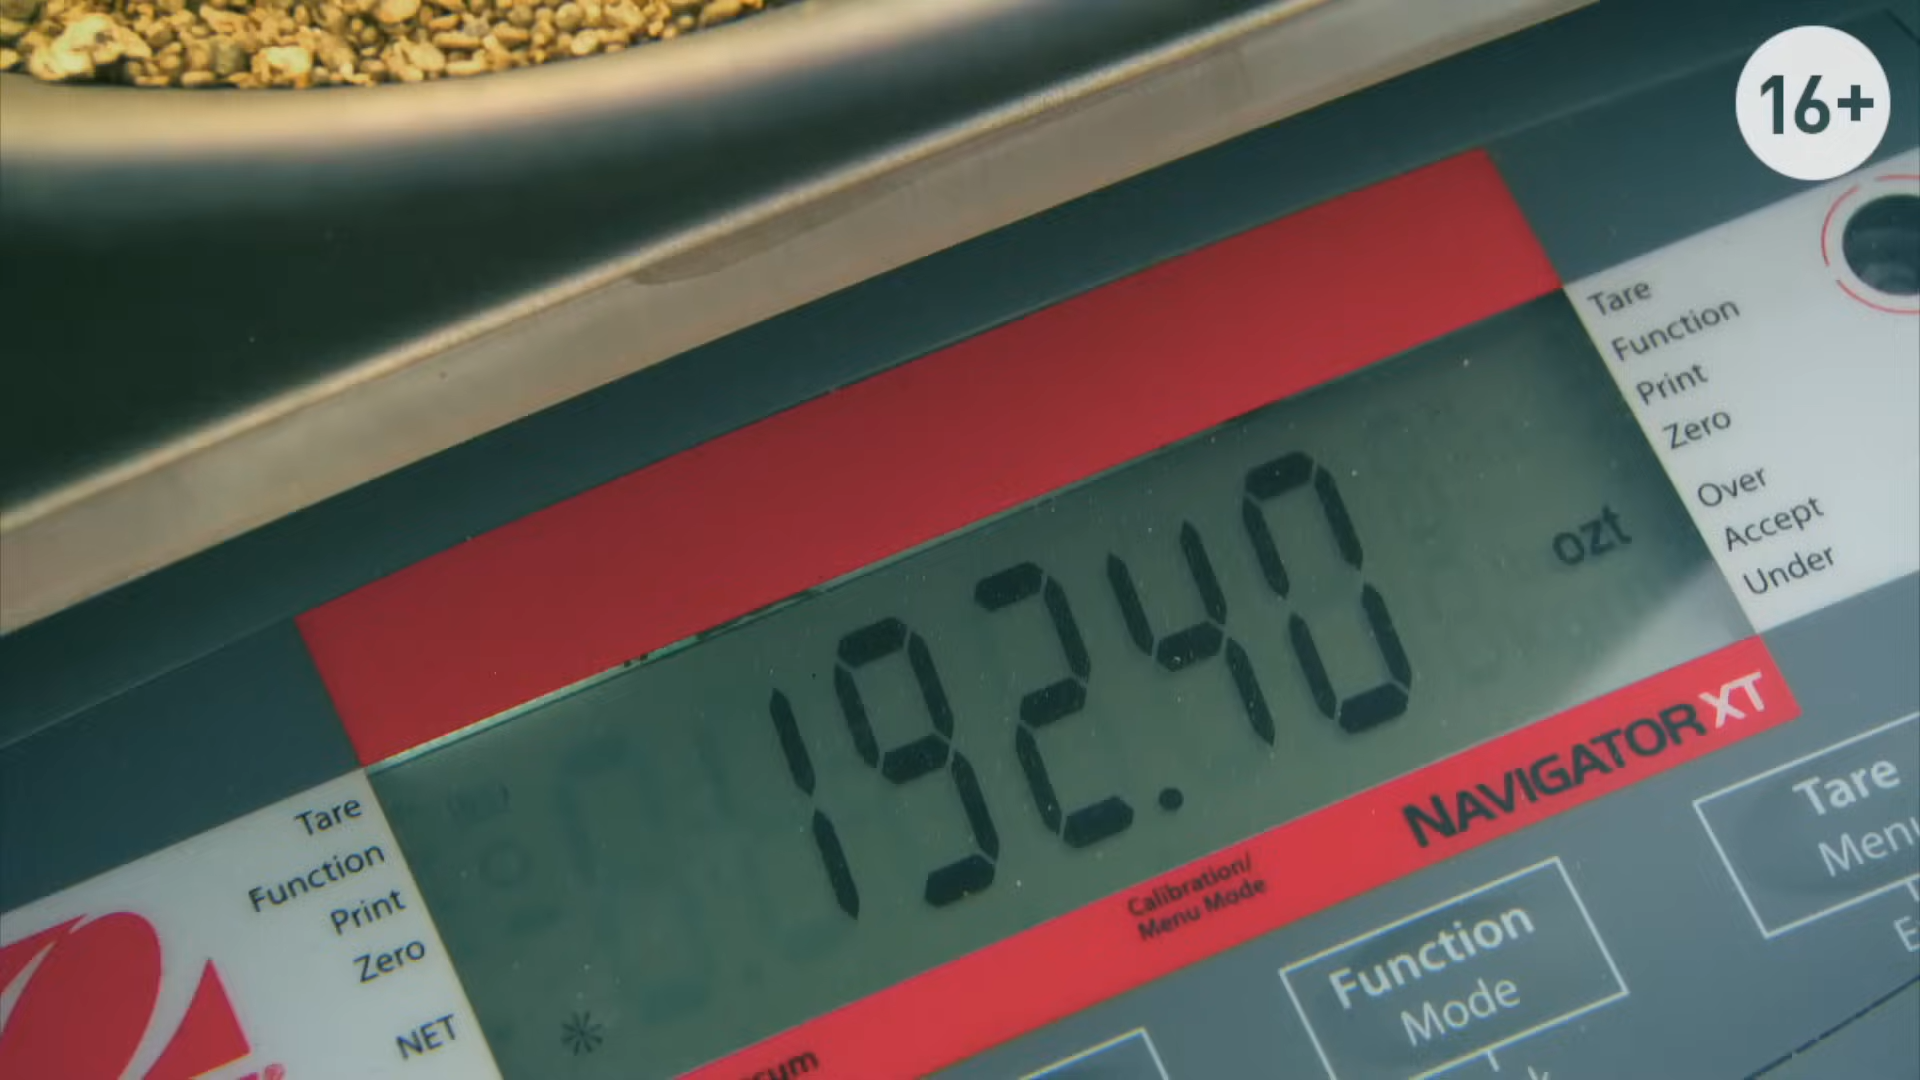 16+
Tare
Function
Print
Zero
Over
Accept
Under
192.40
ozt
NAVIGATOR XT
Tare
Function
Print
Zero
NET
*
Calibration/
Menu Mode
Tare
Menu
Function
Mode